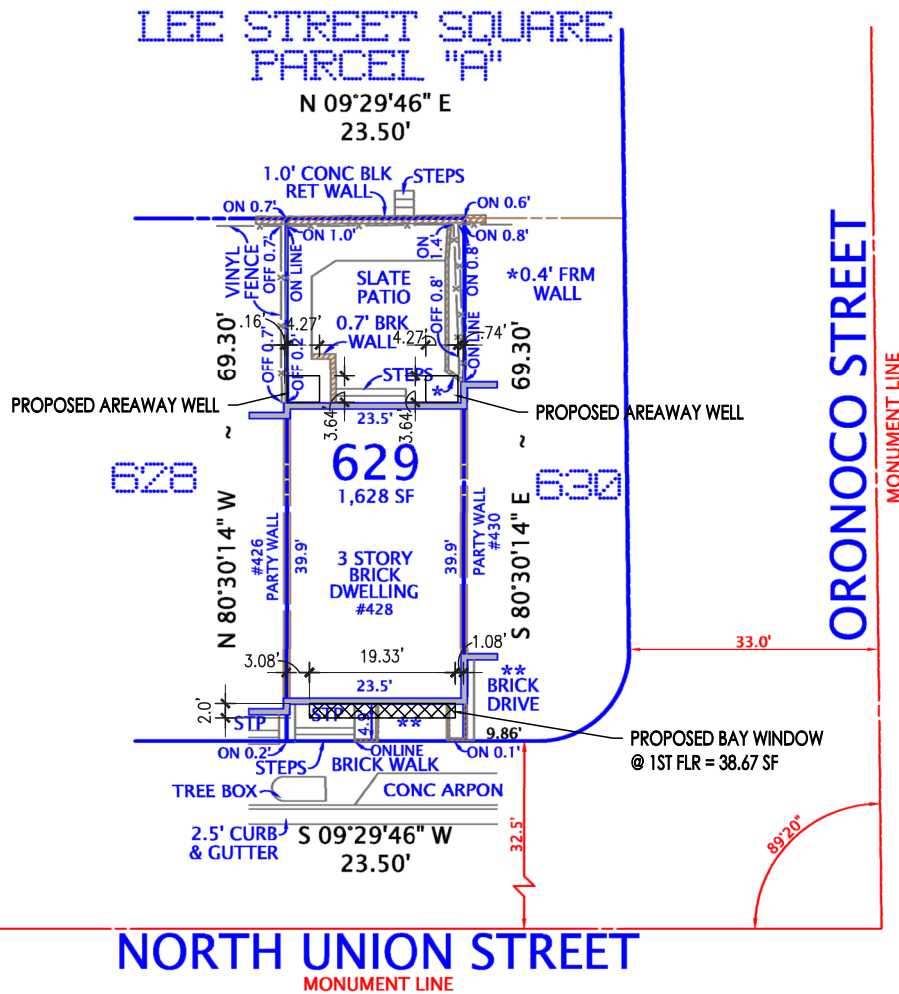 LEE STREET SQUARE
PARCEL "A"
N 09°29'46" E
23.50'
1.0' CONC BLK
RET WALL
STEPS
ON 0.7'
ON 0.6'
ON 1.0'
ON 0.8'
VINYL
FENCE
OFF 0.7'
ON LINE
ON
1.4'
ON 0.8'
SLATE
PATIO
*0.4' FRM
WALL
OFF 0.8'
.16'
4.27'
0.7' BRK
WALL
4.27'
.74'
69.30'
OFF 0.7'
OFF 0.2'
ONLINE
69.30'
STEPS
*
PROPOSED AREAWAY WELL
PROPOSED AREAWAY WELL
3.64'
23.5'
3.64'
~
~
628
629
1,628 SF
630
N 80°30'14" W
#426
PARTY WALL
39.9'
39.9'
PARTY WALL
#430
S 80°30'14" E
3 STORY
BRICK
DWELLING
#428
3.08'
19.33'
1.08'
23.5'
**
BRICK
DRIVE
2.0'
STP
STP
4.9'
**
9.86'
ON 0.2'
ONLINE
ON 0.1'
STEPS
BRICK WALK
PROPOSED BAY WINDOW
@ 1ST FLR = 38.67 SF
TREE BOX
CONC ARPON
2.5' CURB
& GUTTER
S 09°29'46" W
23.50'
32.5'
33.0'
89°20"
ORONOCO STREET
MONUMENT LINE
NORTH UNION STREET
MONUMENT LINE